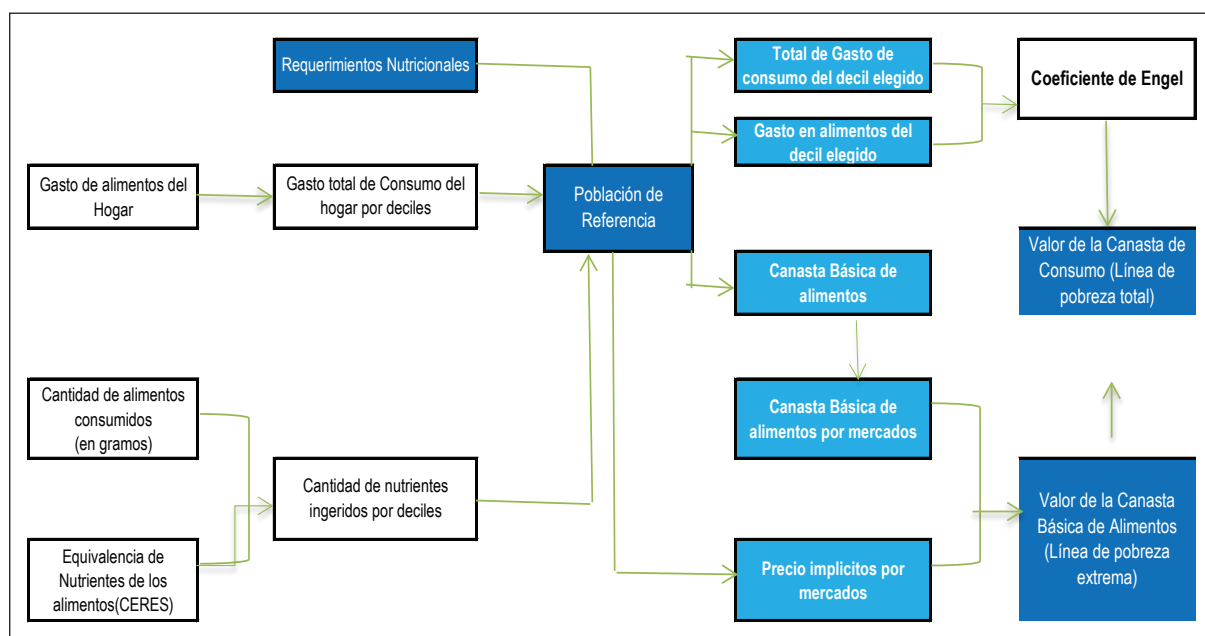 Requerimientos Nutricionales
Total de Gasto de
consumo del decil elegido
Coeficiente de Engel
Gasto en alimentos del
decil elegido
Gasto de alimentos del
Hogar
Gasto total de Consumo del
hogar por deciles
Población de
Referencia
Valor de la Canasta de
Consumo (Línea de
pobreza total)
Canasta Básica de
alimentos
Cantidad de alimentos
consumidos
(en gramos)
Canasta Básica de
alimentos por mercados
Cantidad de nutrientes
ingeridos por deciles
Valor de la Canasta
Básica de Alimentos
(Línea de pobreza
extrema)
Equivalencia de
Nutrientes de los
alimentos(CERES)
Precio implicitos por
mercados